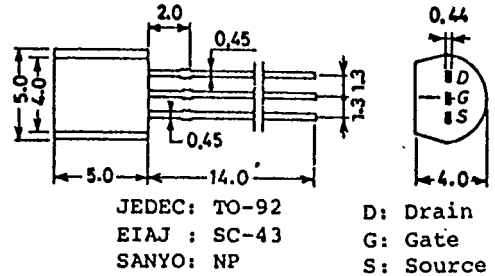 2.0
0.44
0,45
5.0
4.0
1.3
1.3
D
G
S
0,45
5.0
14.0
4.0
JEDEC: TO-92
EIAJ : SC-43
SANYO: NP
D: Drain
G: Gate
S: Source